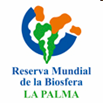 Reserva Mundial
de la Biosfera
LA PALMA